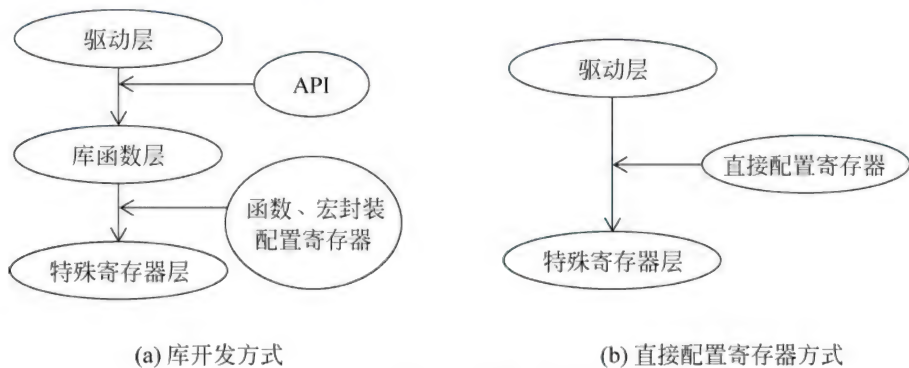 驱动层
API
库函数层
函数、宏封装
配置寄存器
特殊寄存器层
(a) 库开发方式
驱动层
直接配置寄存器
特殊寄存器层
(b) 直接配置寄存器方式